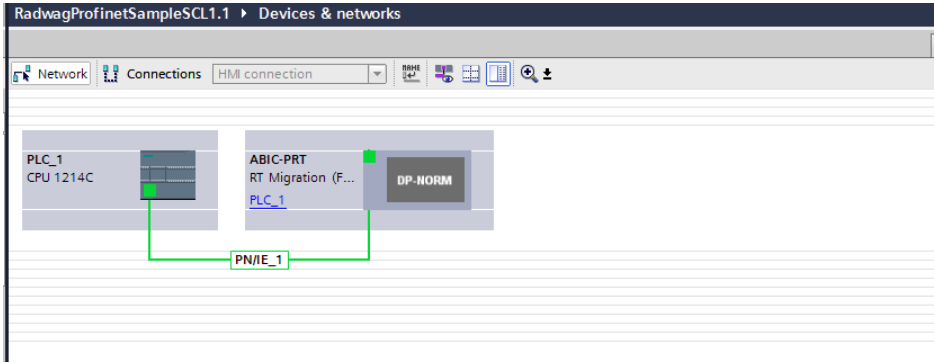 RadwagProfinetSampleSCL1.1 ▸ Devices & networks
Network Connections HMI connection
PLC_1
CPU 1214C
ABIC-PRT
RT Migration (F...
PLC_1
DP-NORM
PN/IE_1